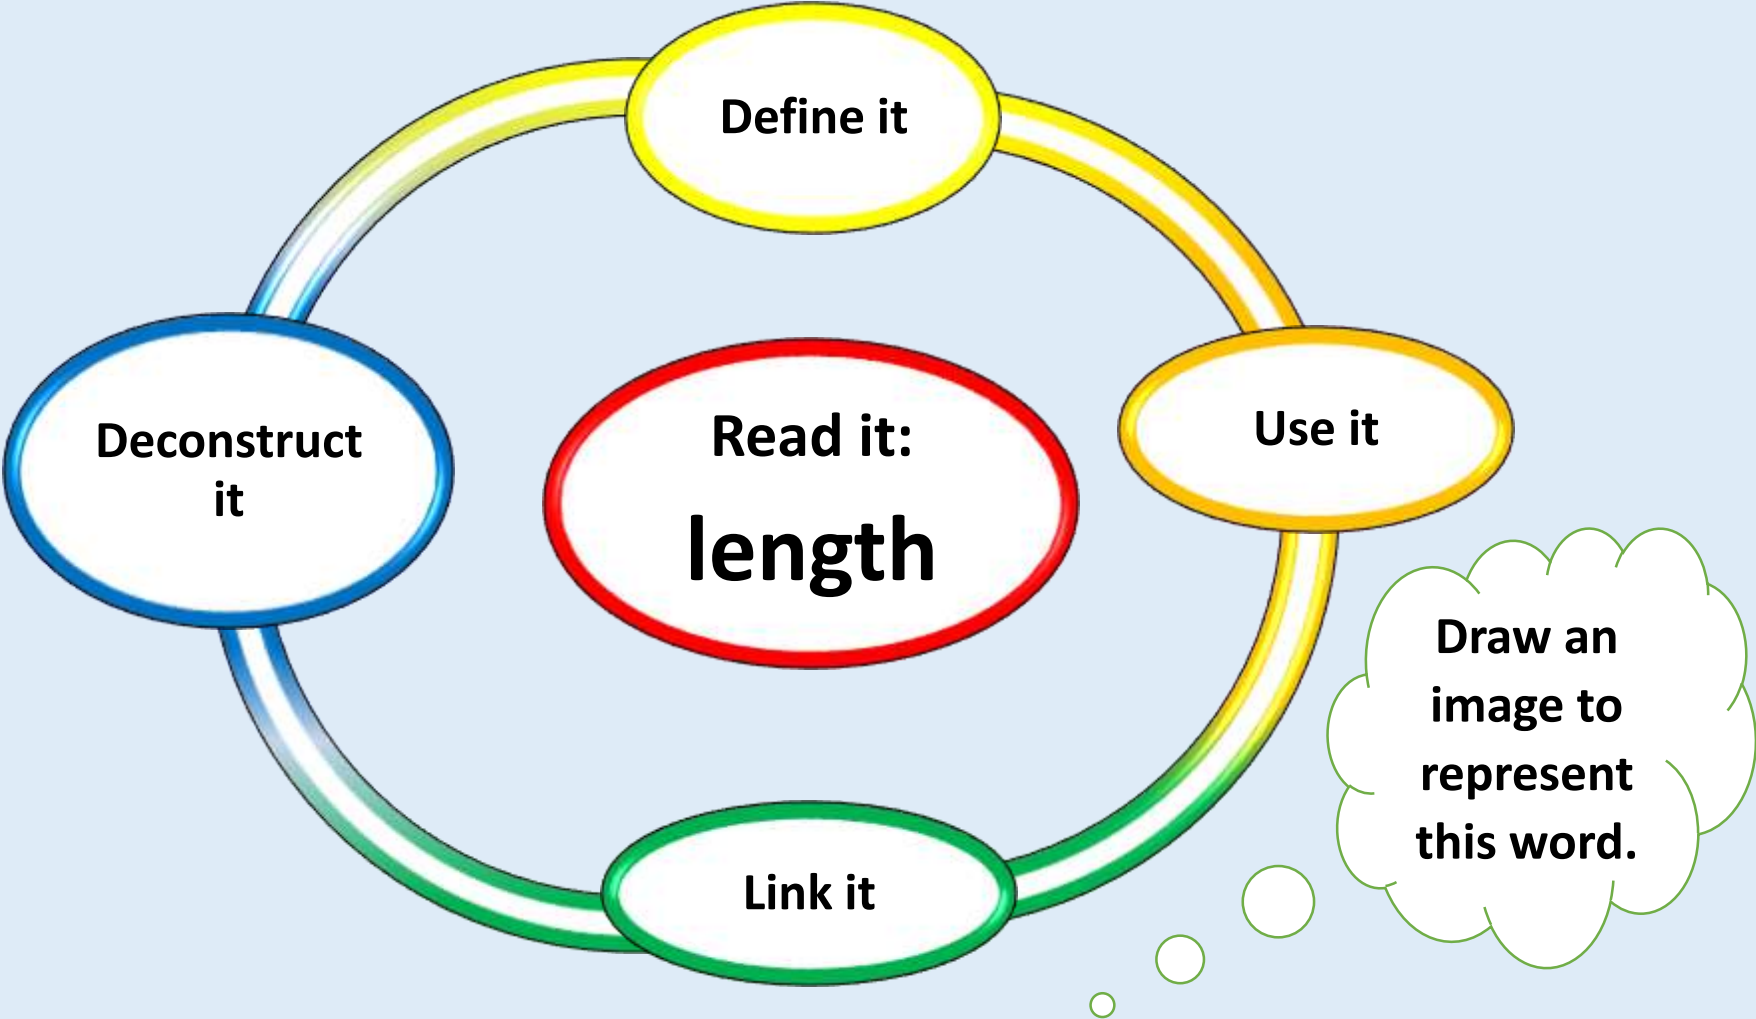 Define it
Deconstruct
it
Read it:
length
Use it
Link it
Draw an
image to
represent
this word.